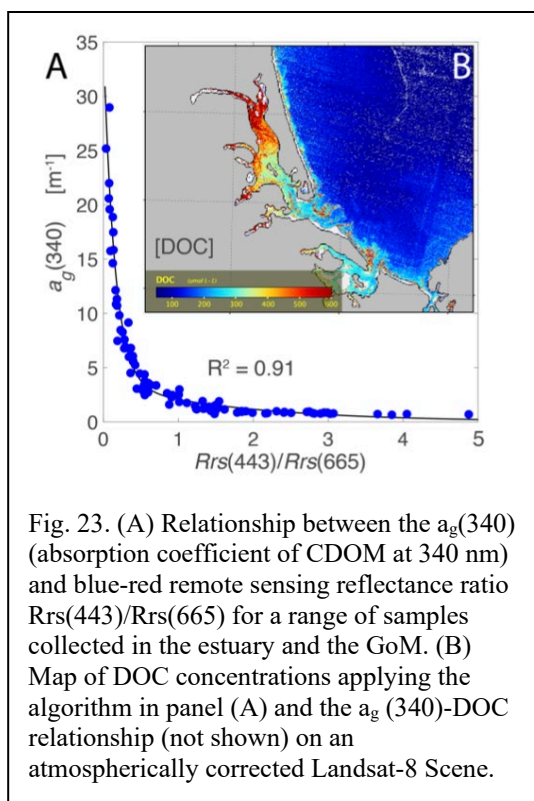 A
B
35
30
25
20
15
10
5
0
a_g(340) [m⁻¹]
[DOC]
DOC
100 200 300 400 500 600
R² = 0.91
0 1 2 3 4 5
Rrs(443)/Rrs(665)
Fig. 23. (A) Relationship between the a_g(340)
(absorption coefficient of CDOM at 340 nm)
and blue-red remote sensing reflectance ratio
Rrs(443)/Rrs(665) for a range of samples
collected in the estuary and the GoM. (B)
Map of DOC concentrations applying the
algorithm in panel (A) and the a_g (340)-DOC
relationship (not shown) on an
atmospherically corrected Landsat-8 Scene.